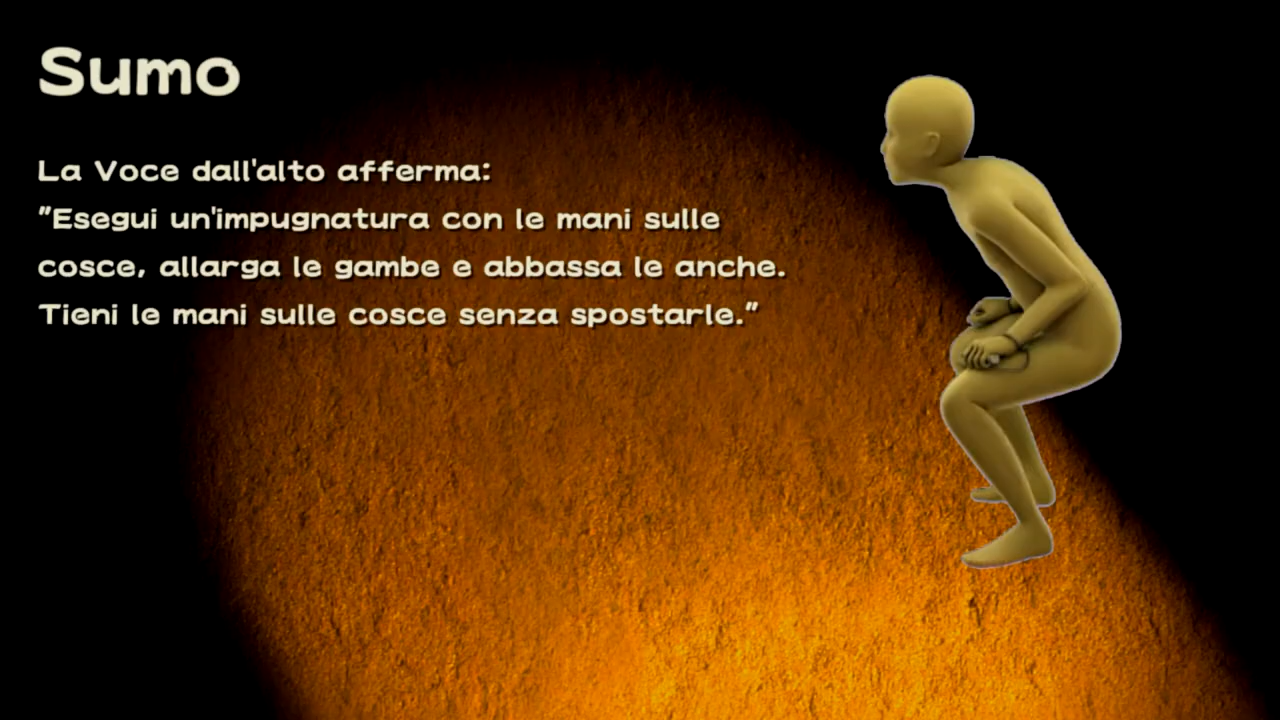 Sumo
La Voce dall'alto afferma:
"Esegui un'impugnatura con le mani sulle
cosce, allarga le gambe e abbassa le anche.
Tieni le mani sulle cosce senza spostarle."